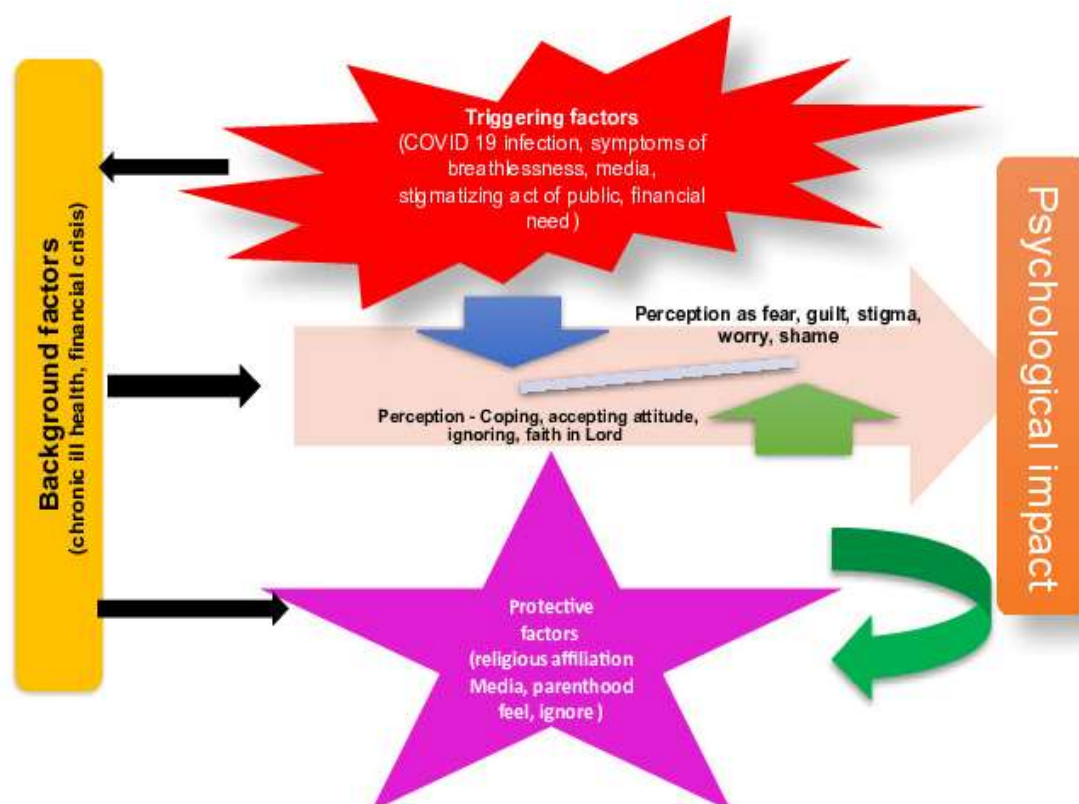 Background factors
(chronic ill health, financial crisis)
Triggering factors
(COVID 19 infection, symptoms of
breathlessness, media,
stigmatizing act of public, financial
need )
Perception as fear, guilt, stigma,
worry, shame
Perception - Coping, accepting attitude,
ignoring, faith in Lord
Protective
factors
(religious affiliation
Media, parenthood
feel, ignore )
Psychological impact